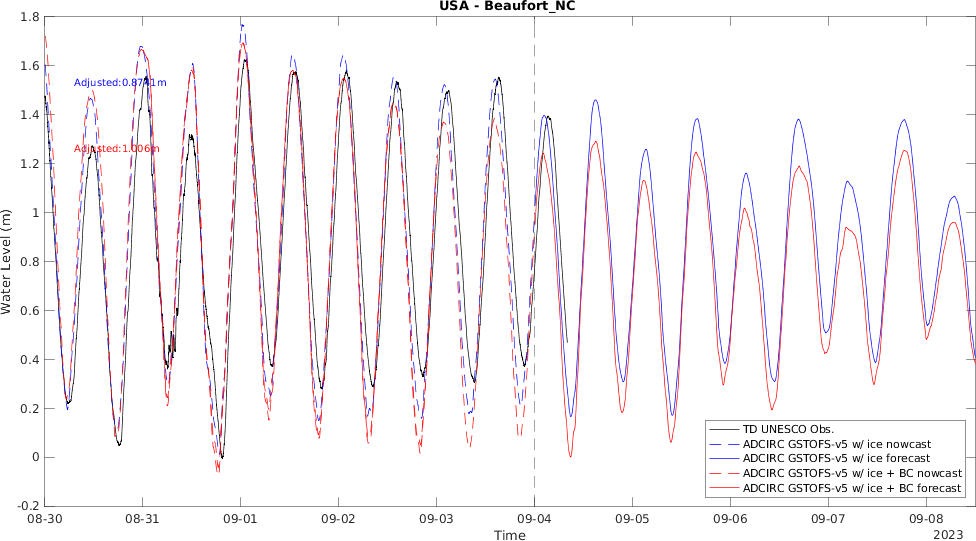 USA - Beaufort_NC
1.8
1.6
1.4
1.2
1
0.8
0.6
0.4
0.2
0
-0.2
Water Level (m)
Adjusted:1.006m
08-30 08-31 09-01 09-02 09-03 09-04 09-05 09-06 09-07 09-08
Time
2023
TD UNESCO Obs.
ADCIRC GSTOFS-v5 w/ ice nowcast
ADCIRC GSTOFS-v5 w/ ice forecast
ADCIRC GSTOFS-v5 w/ ice + BC nowcast
ADCIRC GSTOFS-v5 w/ ice + BC forecast